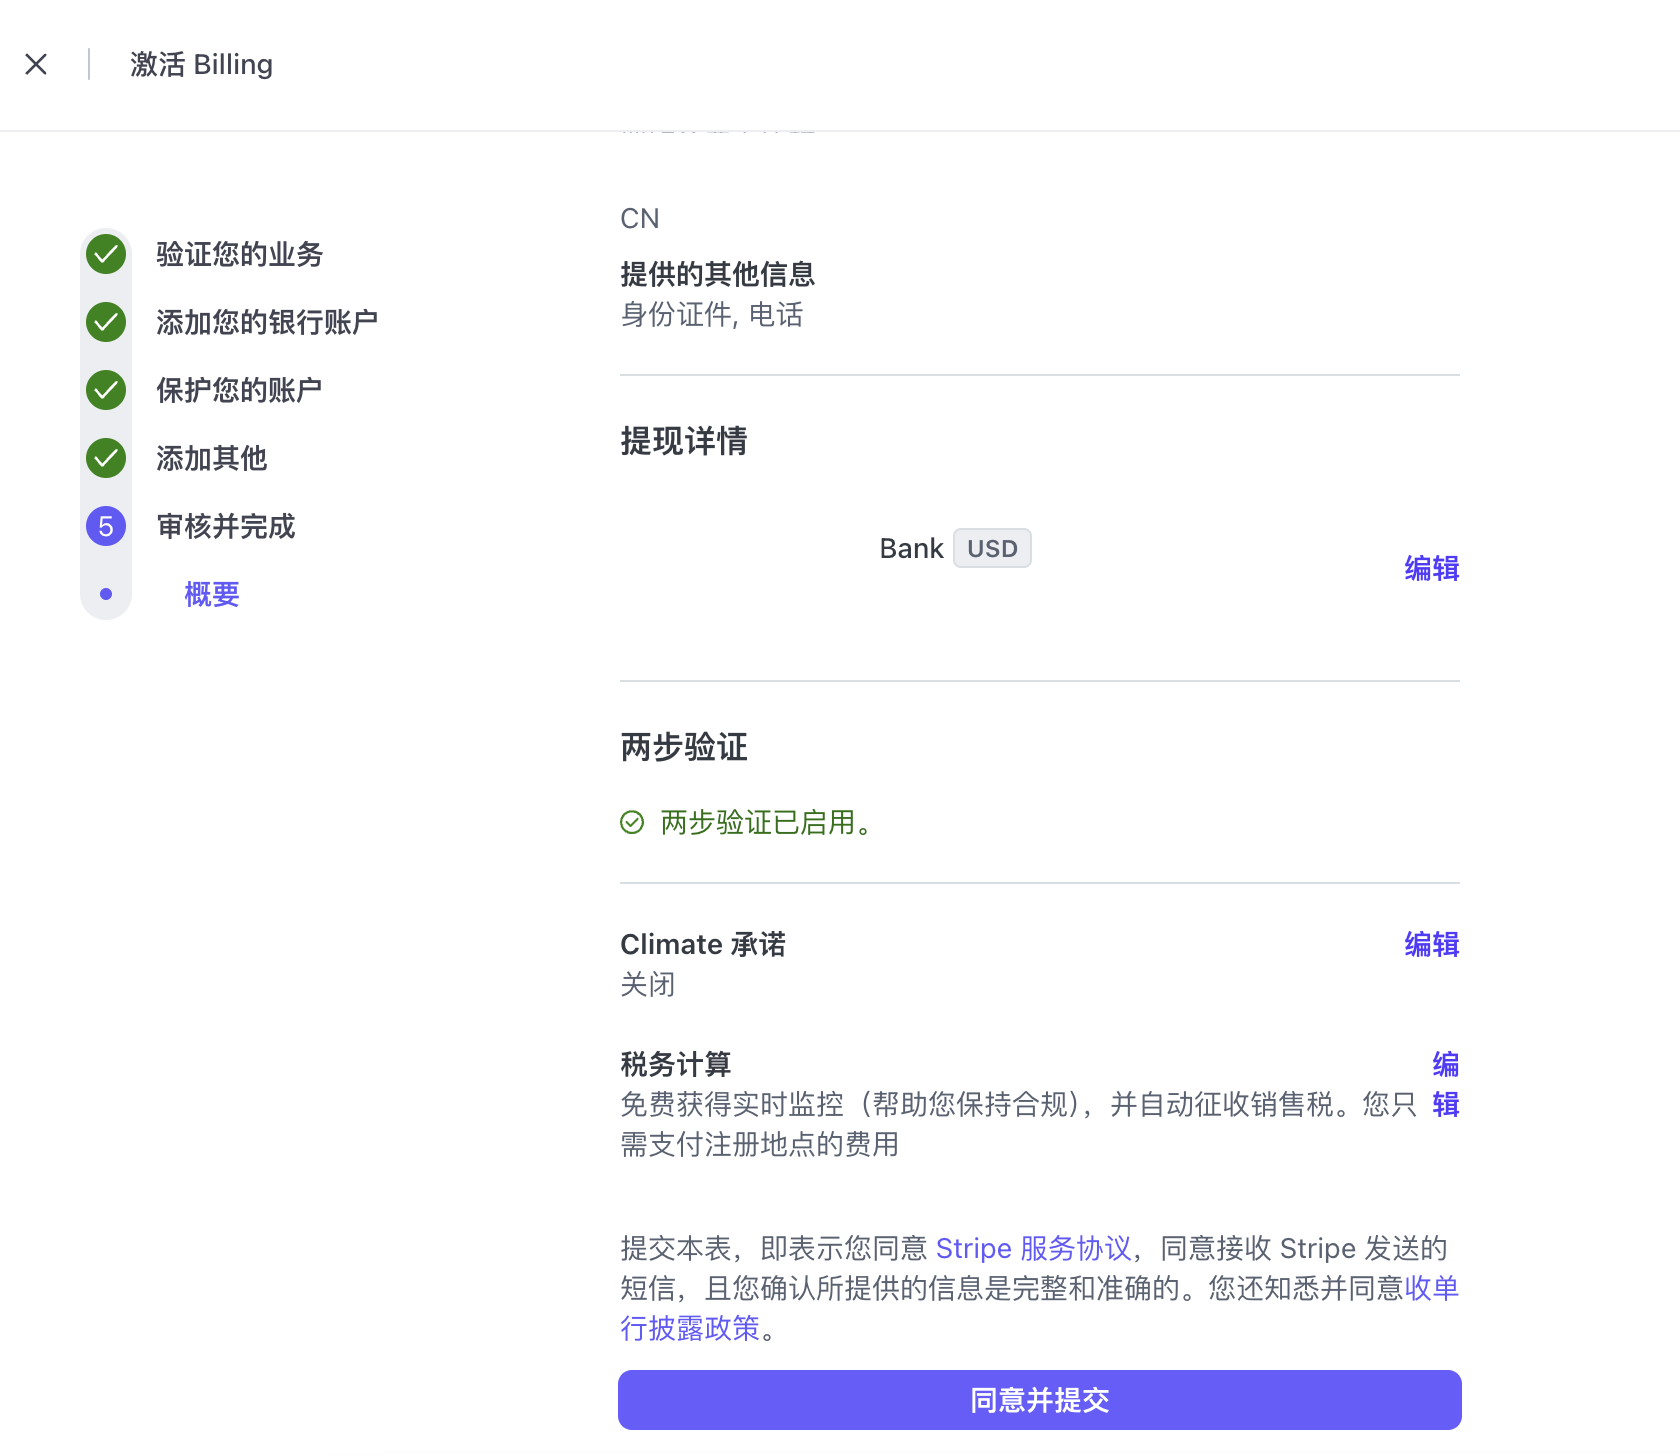 激活 Billing
验证您的业务
添加您的银行账户
保护您的账户
添加其他
5 审核并完成
概要
CN
提供的其他信息
身份证件, 电话
提现详情
Bank USD
编辑
两步验证
两步验证已启用。
Climate 承诺 编辑
关闭
税务计算 编
免费获得实时监控（帮助您保持合规），并自动征收销售税。您只 辑
需支付注册地点的费用
提交本表，即表示您同意 Stripe 服务协议，同意接收 Stripe 发送的
短信，且您确认所提供的信息是完整和准确的。您还知悉并同意收单
行披露政策。
同意并提交